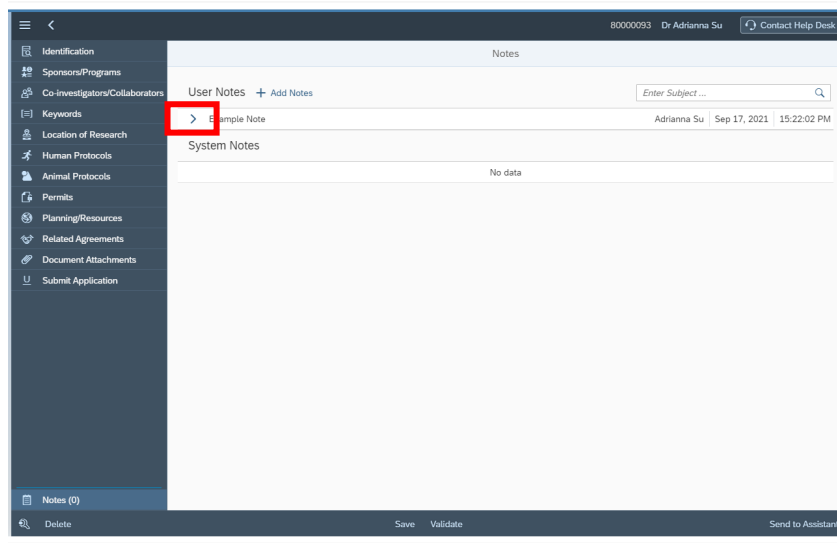 80000093 Dr Adrianna Su Contact Help Desk
Identification
Sponsors/Programs
Co-investigators/Collaborators
Keywords
Location of Research
Human Protocols
Animal Protocols
Permits
Planning/Resources
Related Agreements
Document Attachments
Submit Application
Notes (0)
Notes
User Notes + Add Notes Enter Subject ...
Example Note Adrianna Su Sep 17, 2021 15:22:02 PM
System Notes
No data
Delete Save Validate Send to Assistant